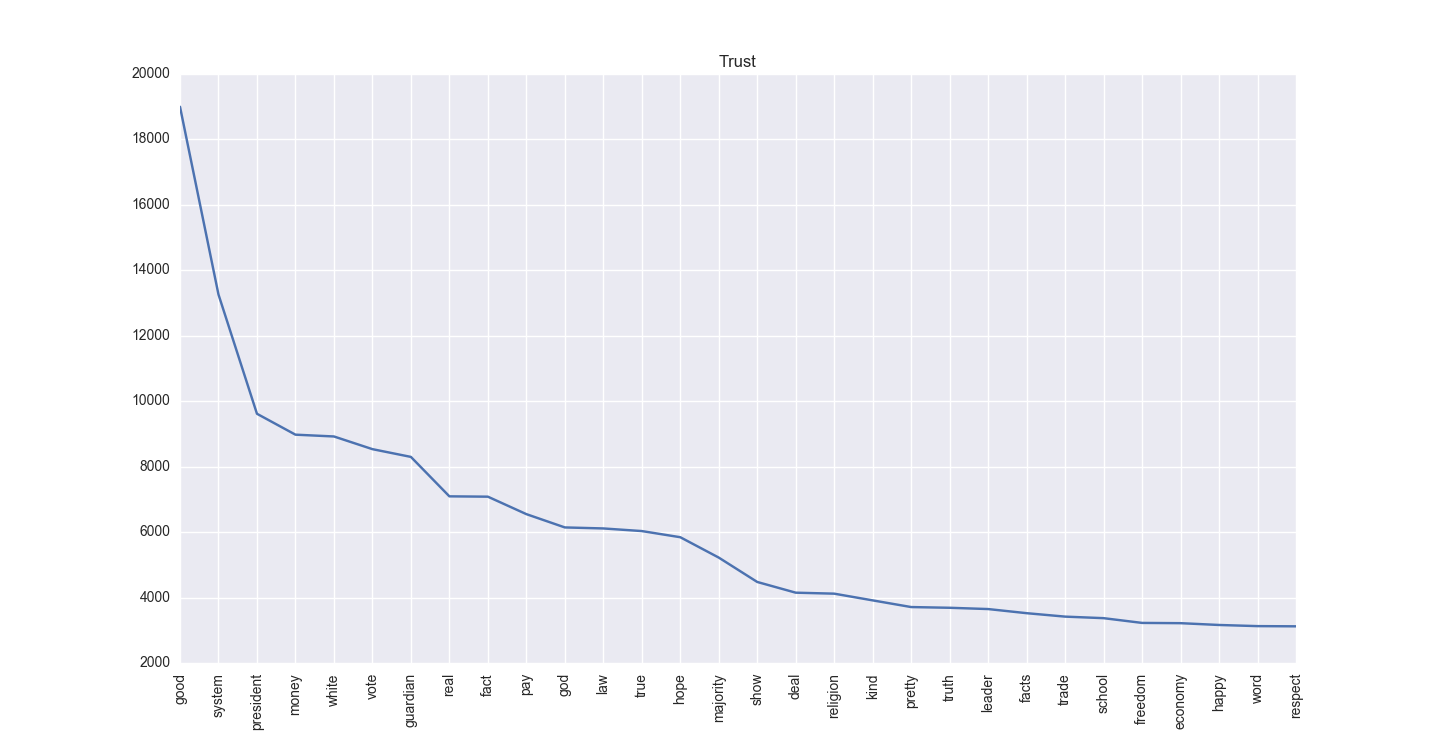 Trust
20000
18000
16000
14000
12000
10000
8000
6000
4000
2000
good
system
president
money
white
vote
guardian
real
fact
pay
god
law
true
hope
majority
show
deal
religion
kind
pretty
truth
leader
facts
trade
school
freedom
economy
happy
word
respect